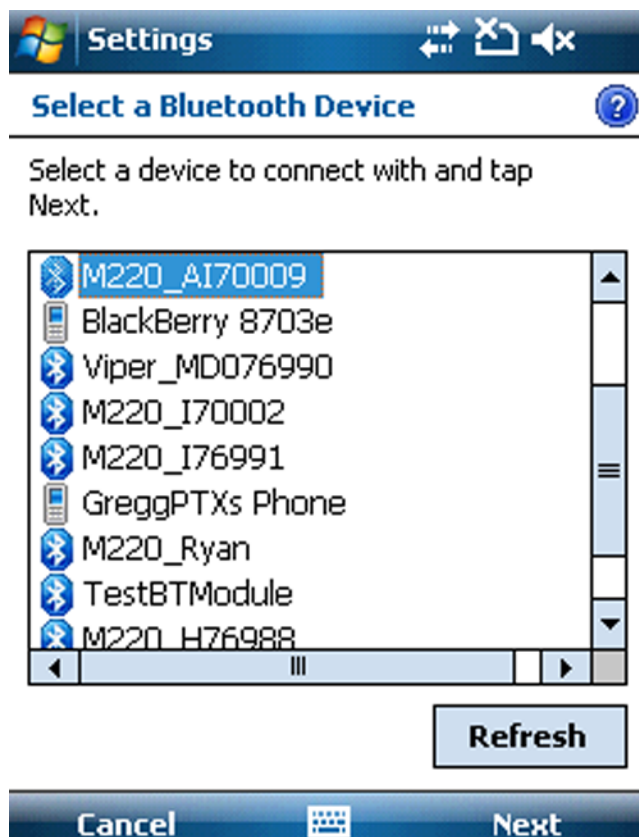 Settings
Select a Bluetooth Device
?
Select a device to connect with and tap
Next.
M220_AI70009
BlackBerry 8703e
Viper_MD076990
M220_I70002
M220_I76991
GreggPTXs Phone
M220_Ryan
TestBTModule
M220_H76988
Refresh
Cancel
Next